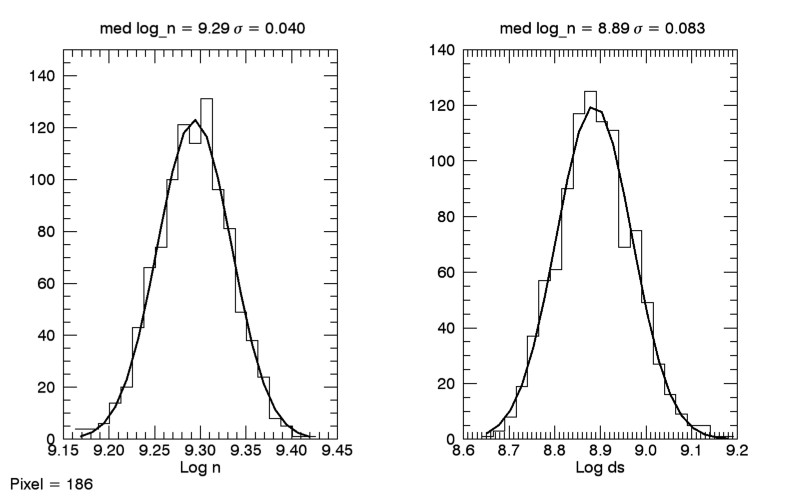 med log_n = 9.29 σ = 0.040
140
120
100
80
60
40
20
0
9.15 9.20 9.25 9.30 9.35 9.40 9.45
Log n
med log_n = 8.89 σ = 0.083
140
120
100
80
60
40
20
0
8.6 8.7 8.8 8.9 9.0 9.1 9.2
Log ds
Pixel = 186